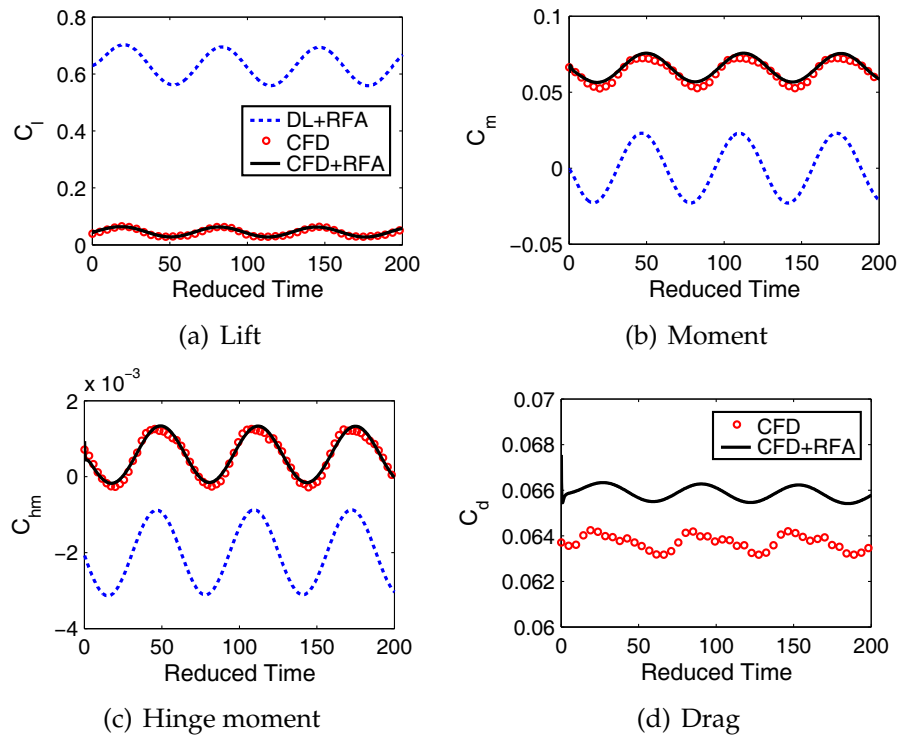 0.8
0.6
0.4
0.2
0
C_l
DL+RFA
CFD
CFD+RFA
0 50 100 150 200
Reduced Time
(a) Lift
0.1
0.05
0
−0.05
C_m
0 50 100 150 200
Reduced Time
(b) Moment
x 10^−3
2
0
−2
−4
C_hm
0 50 100 150 200
Reduced Time
(c) Hinge moment
0.07
0.068
0.066
0.064
0.062
0.06
C_d
CFD
CFD+RFA
0 50 100 150 200
Reduced Time
(d) Drag